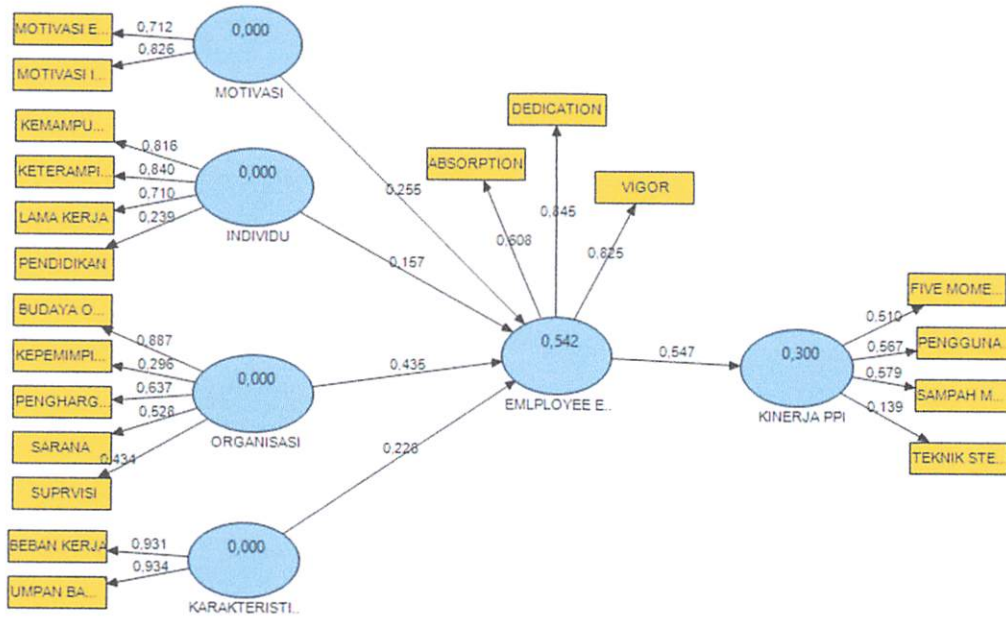 MOTIVASI E...
MOTIVASI I...
0,712
0,826
0,000
MOTIVASI
KEMAMPU...
KETERAMPI...
LAMA KERJA
PENDIDIKAN
0,816
0,840
0,710
0,239
0,000
INDIVIDU
BUDAYA O...
KEPEMIMPI...
PENGHARG...
SARANA
SUPRVISI
0,887
0,296
0,637
0,528
0,434
0,000
ORGANISASI
BEBAN KERJA
UMPAN BA...
0,931
0,934
0,000
KARAKTERISTI..
0,255
0,157
0,435
0,228
ABSORPTION
DEDICATION
VIGOR
0,608
0,845
0,825
0,542
EMLPLOYEE E..
0,547
0,300
KINERJA PPI
0,510
0,567
0,579
0,139
FIVE MOME...
PENGGUNA...
SAMPAH M...
TEKNIK STE...